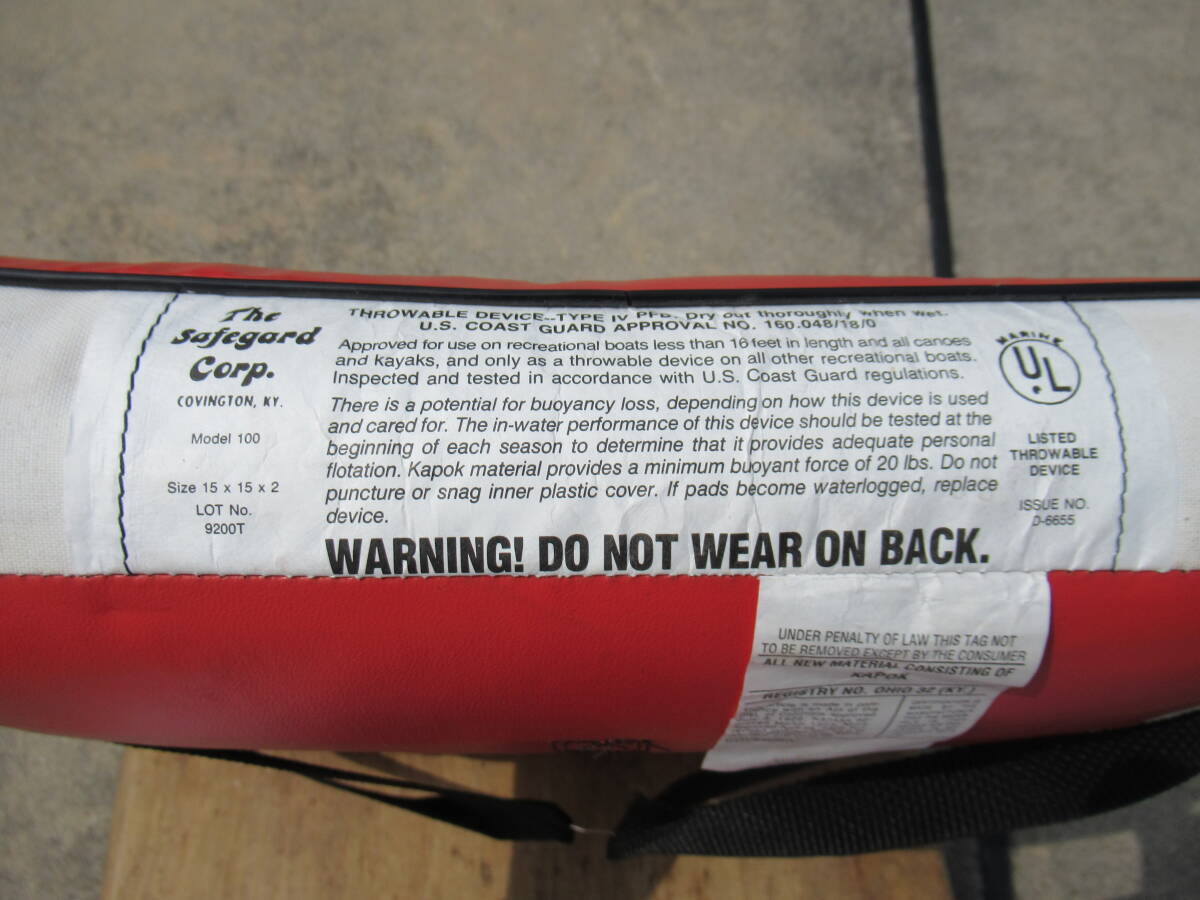 The
Safegard
Corp.
COVINGTON, KY.
Model 100
Size 15 x 15 x 2
LOT No.
9200T
THROWABLE DEVICE--TYPE IV PFD. Dry out thoroughly when wet.
U.S. COAST GUARD APPROVAL NO. 160.048/18/0
Approved for use on recreational boats less than 16 feet in length and all canoes
and kayaks, and only as a throwable device on all other recreational boats.
Inspected and tested in accordance with U.S. Coast Guard regulations.
There is a potential for buoyancy loss, depending on how this device is used
and cared for. The in-water performance of this device should be tested at the
beginning of each season to determine that it provides adequate personal
flotation. Kapok material provides a minimum buoyant force of 20 lbs. Do not
puncture or snag inner plastic cover. If pads become waterlogged, replace
device.
WARNING! DO NOT WEAR ON BACK.
MARINE
UL
LISTED
THROWABLE
DEVICE
ISSUE NO.
D-6655
UNDER PENALTY OF LAW THIS TAG NOT
TO BE REMOVED EXCEPT BY THE CONSUMER
ALL NEW MATERIAL CONSISTING OF
KAPOK
REGISTRY NO. OHIO 32 (KY.)